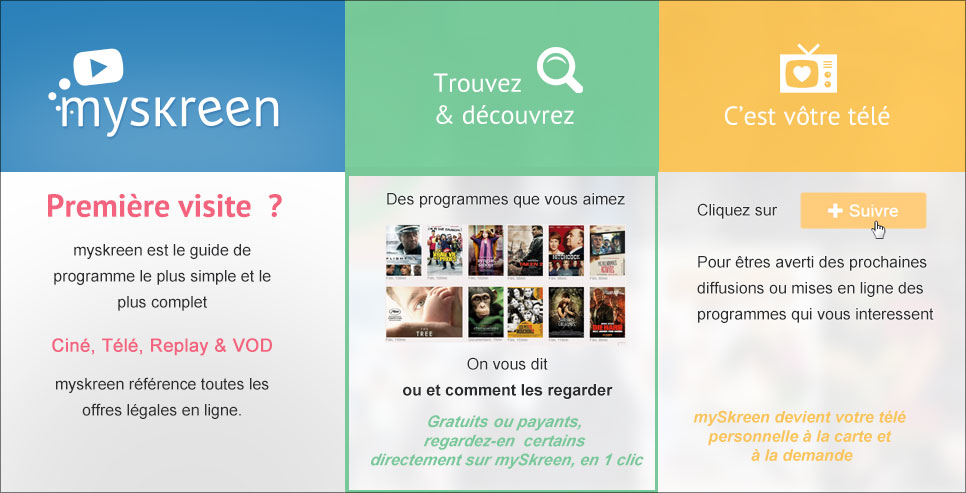 myskreen
Première visite ?
myskreen est le guide de
programme le plus simple et le
plus complet
Ciné, Télé, Replay & VOD
myskreen référence toutes les
offres légales en ligne.
Trouvez
& découvrez
Des programmes que vous aimez
HITCHCOCK
TREE
DIE HARD
On vous dit
ou et comment les regarder
Gratuits ou payants,
regardez-en certains
directement sur mySkreen, en 1 clic
C'est vôtre télé
Cliquez sur
+ Suivre
Pour êtres averti des prochaines
diffusions ou mises en ligne des
programmes qui vous interessent
mySkreen devient votre télé
personnelle à la carte et
à la demande